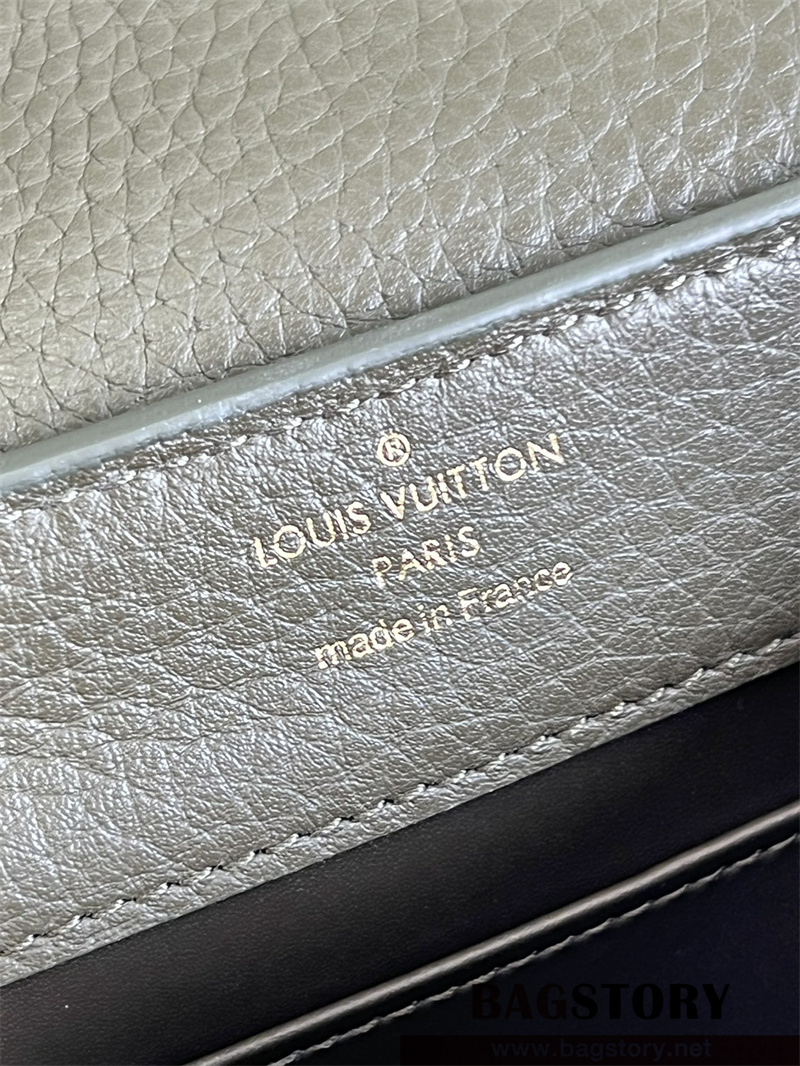 ®
LOUIS VUITTON
PARIS
made in France
BAGSTORY
www.bagstory.net